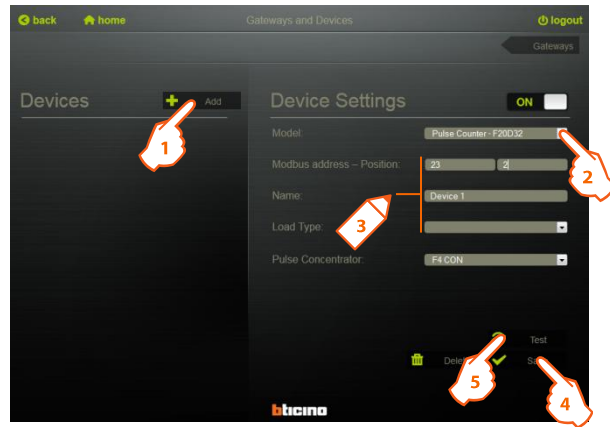 back home Gateways and Devices logout
Gateways
Devices Add Device Settings ON
1
Model: Pulse Counter - F20D32
2
Modbus address – Position: 23 2
Name: Device 1
3
Load Type:
Pulse Concentrator: F4 CON
Test
5
4
bticino